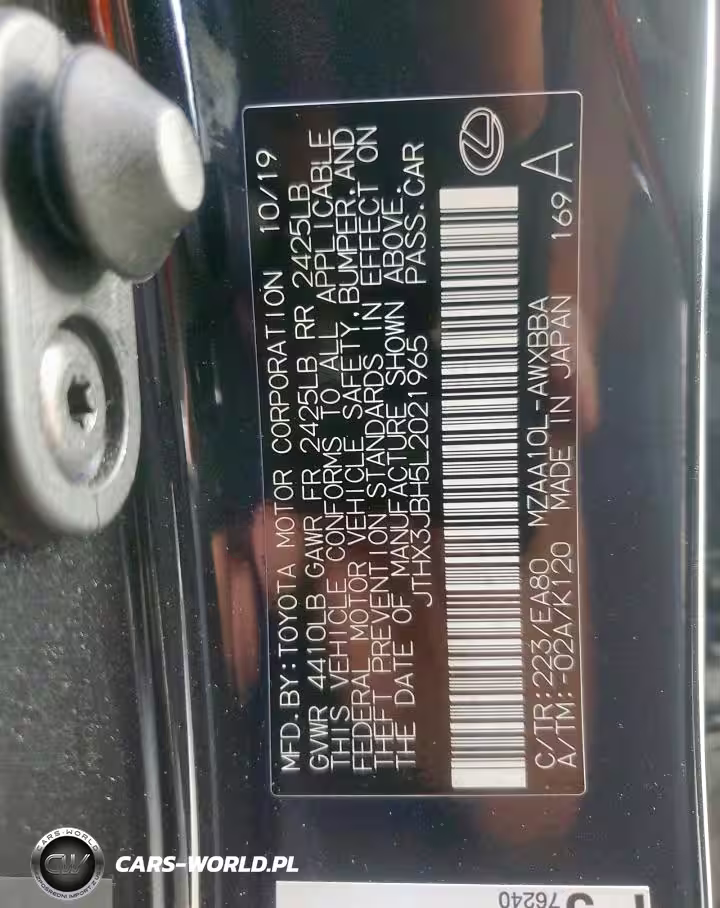 MFD. BY: TOYOTA MOTOR CORPORATION 10/19
GVWR 4410LB GAWR FR 2425LB RR 2425LB
THIS VEHICLE CONFORMS TO ALL APPLICABLE
FEDERAL MOTOR VEHICLE SAFETY, BUMPER, AND
THEFT PREVENTION STANDARDS IN EFFECT ON
THE DATE OF MANUFACTURE SHOWN ABOVE.
JTHX3JBH5L2021965 PASS. CAR
C/TR: 223/EA80 MZAA10L-AWXBBA 169 A
A/TM: -02A/K120 MADE IN JAPAN
76240
CARS-WORLD
CW
CARS-WORLD.PL